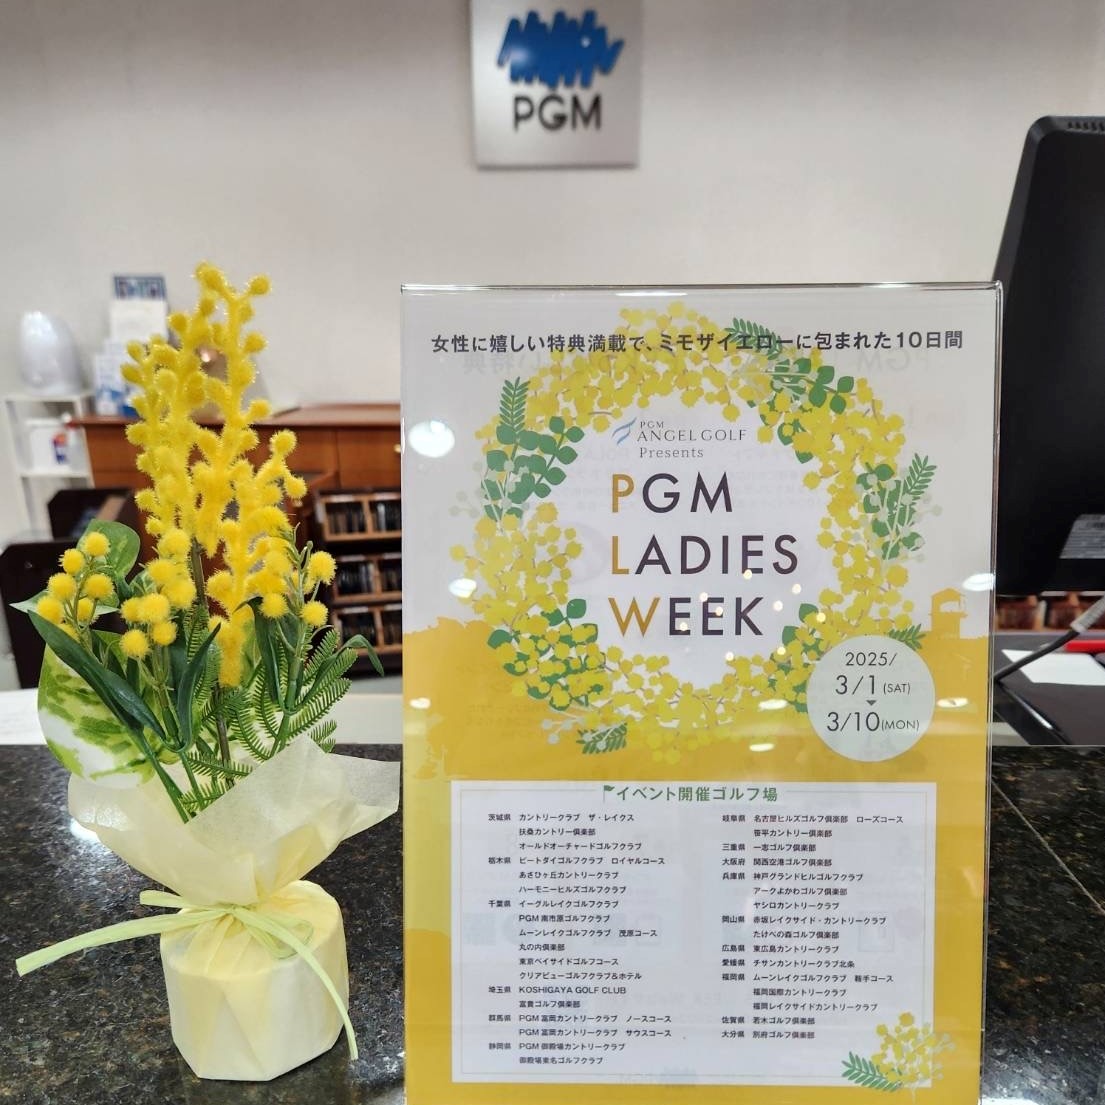 PGM
女性に嬉しい特典満載で、ミモザイエローに包まれた10日間
PGM
ANGEL GOLF
Presents
PGM
LADIES
WEEK
2025/
3/1(SAT)
3/10(MON)
イベント開催ゴルフ場
茨城県 カントリークラブ ザ・レイクス
扶桑カントリー倶楽部
オールドオーチャードゴルフクラブ
栃木県 ピートダイゴルフクラブ ロイヤルコース
あさひヶ丘カントリークラブ
ハーモニーヒルズゴルフクラブ
千葉県 イーグルレイクゴルフクラブ
PGM南市原ゴルフクラブ
ムーンレイクゴルフクラブ 茂原コース
丸の内倶楽部
東京ベイサイドゴルフコース
クリアビューゴルフクラブ&ホテル
埼玉県 KOSHIGAYA GOLF CLUB
富貴ゴルフ倶楽部
群馬県 PGM富岡カントリークラブ ノースコース
PGM富岡カントリークラブ サウスコース
静岡県 PGM御殿場カントリークラブ
御殿場東名ゴルフクラブ
岐阜県 名古屋ヒルズゴルフ倶楽部 ローズコース
笹平カントリー倶楽部
三重県 一志ゴルフ倶楽部
大阪府 関西空港ゴルフ倶楽部
兵庫県 神戸グランドヒルゴルフクラブ
アークよかわゴルフ倶楽部
ヤシロカントリークラブ
岡山県 赤坂レイクサイド・カントリークラブ
たけべの森ゴルフ倶楽部
広島県 東広島カントリークラブ
愛媛県 チサンカントリークラブ北条
福岡県 ムーンレイクゴルフクラブ 鞍手コース
福岡国際カントリークラブ
福岡レイクサイドカントリークラブ
佐賀県 若木ゴルフ倶楽部
大分県 別府ゴルフ倶楽部